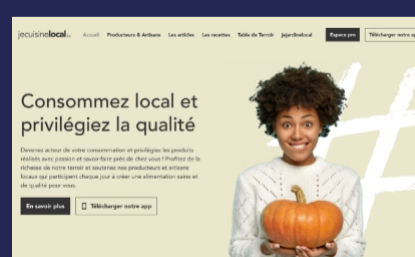 jecuisinelocal
Accueil Producteurs & Artisans Les articles Les recettes Table de Terroir jejardinelocal Espace pro Télécharger notre ap
Consommez local et
privilégiez la qualité
Devenez acteur de votre consommation et privilégiez les produits
réalisés avec passion et savoir-faire près de chez vous ! Profitez de la
richesse de notre terroir et soutenez nos producteurs et artisans
locaux qui participent chaque jour à créer une alimentation saine et
de qualité pour vous.
En savoir plus Télécharger notre app